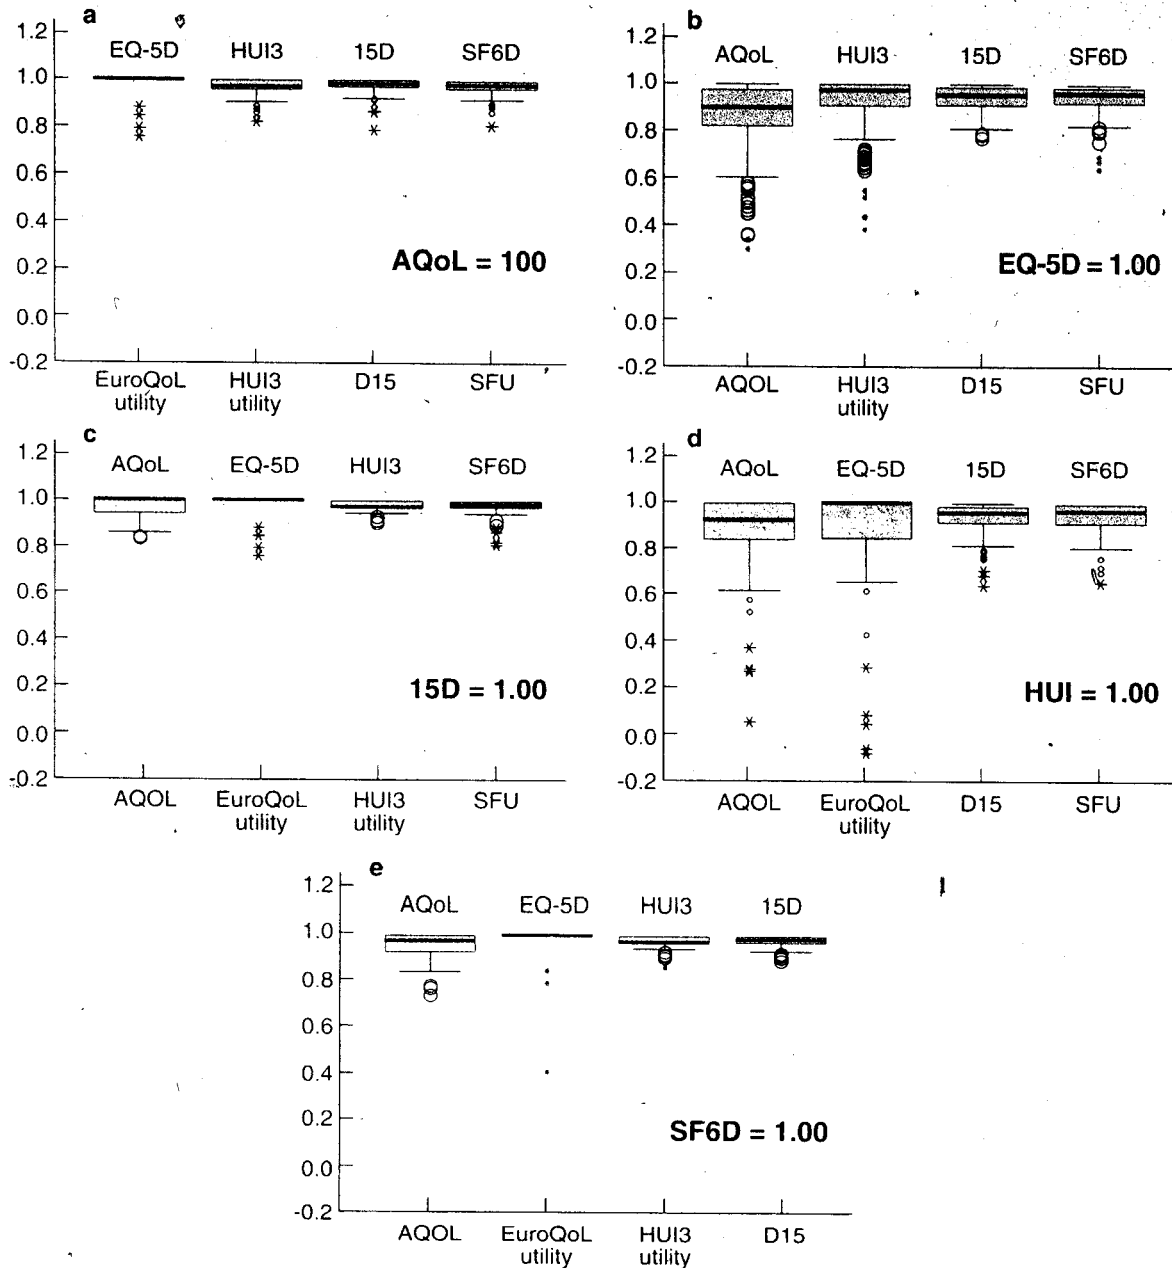 a
1.2
1.0
0.8
0.6
0.4
0.2
0.0
-0.2
EQ-5D HUI3 15D SF6D
AQoL = 100
EuroQoL utility HUI3 utility D15 SFU
b
1.2
1.0
0.8
0.6
0.4
0.2
0.0
-0.2
AQoL HUI3 15D SF6D
EQ-5D = 1.00
AQOL HUI3 utility D15 SFU
c
1.2
1.0
0.8
0.6
0.4
0.2
0.0
-0.2
AQoL EQ-5D HUI3 SF6D
15D = 1.00
AQOL EuroQoL utility HUI3 utility SFU
d
1.2
1.0
0.8
0.6
0.4
0.2
0.0
-0.2
AQoL EQ-5D 15D SF6D
HUI = 1.00
AQOL EuroQoL utility D15 SFU
e
1.2
1.0
0.8
0.6
0.4
0.2
0.0
-0.2
AQoL EQ-5D HUI3 15D
SF6D = 1.00
AQOL EuroQoL utility HUI3 utility D15